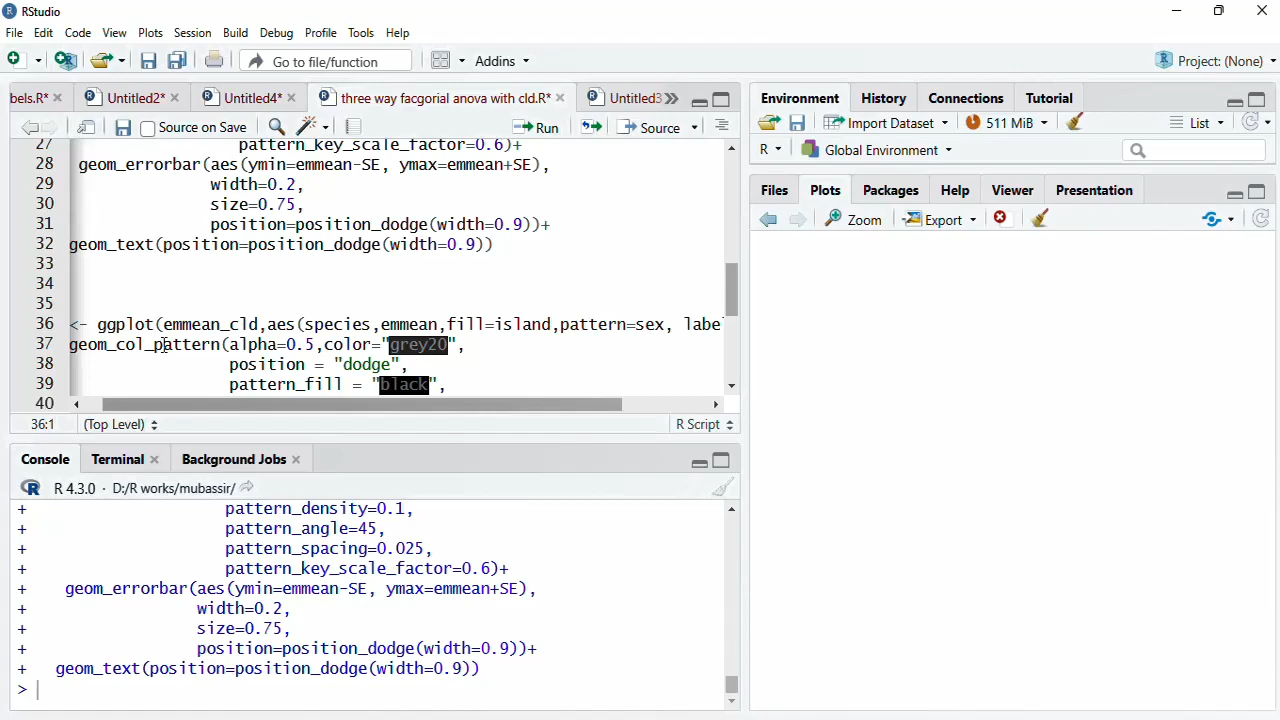 RStudio
File Edit Code View Plots Session Build Debug Profile Tools Help
Go to file/function Addins Project: (None)
bels.R* Untitled2* Untitled4* three way facgorial anova with cld.R* Untitled3
Source on Save Run Source
27 pattern_key_scale_factor=0.6)+
28 geom_errorbar(aes(ymin=emmean-SE, ymax=emmean+SE),
29 width=0.2,
30 size=0.75,
31 position=position_dodge(width=0.9))+
32 geom_text(position=position_dodge(width=0.9))
33
34
35
36 <- ggplot(emmean_cld,aes(species,emmean,fill=island,pattern=sex, labe
37 geom_col_pattern(alpha=0.5,color="grey20",
38 position = "dodge",
39 pattern_fill = "black",
40
36:1 (Top Level) R Script
Console Terminal Background Jobs
R 4.3.0 · D:/R works/mubassir/
+ pattern_density=0.1,
+ pattern_angle=45,
+ pattern_spacing=0.025,
+ pattern_key_scale_factor=0.6)+
+ geom_errorbar(aes(ymin=emmean-SE, ymax=emmean+SE),
+ width=0.2,
+ size=0.75,
+ position=position_dodge(width=0.9))+
+ geom_text(position=position_dodge(width=0.9))
>
Environment History Connections Tutorial
Import Dataset 511 MiB List
R Global Environment
Files Plots Packages Help Viewer Presentation
Zoom Export